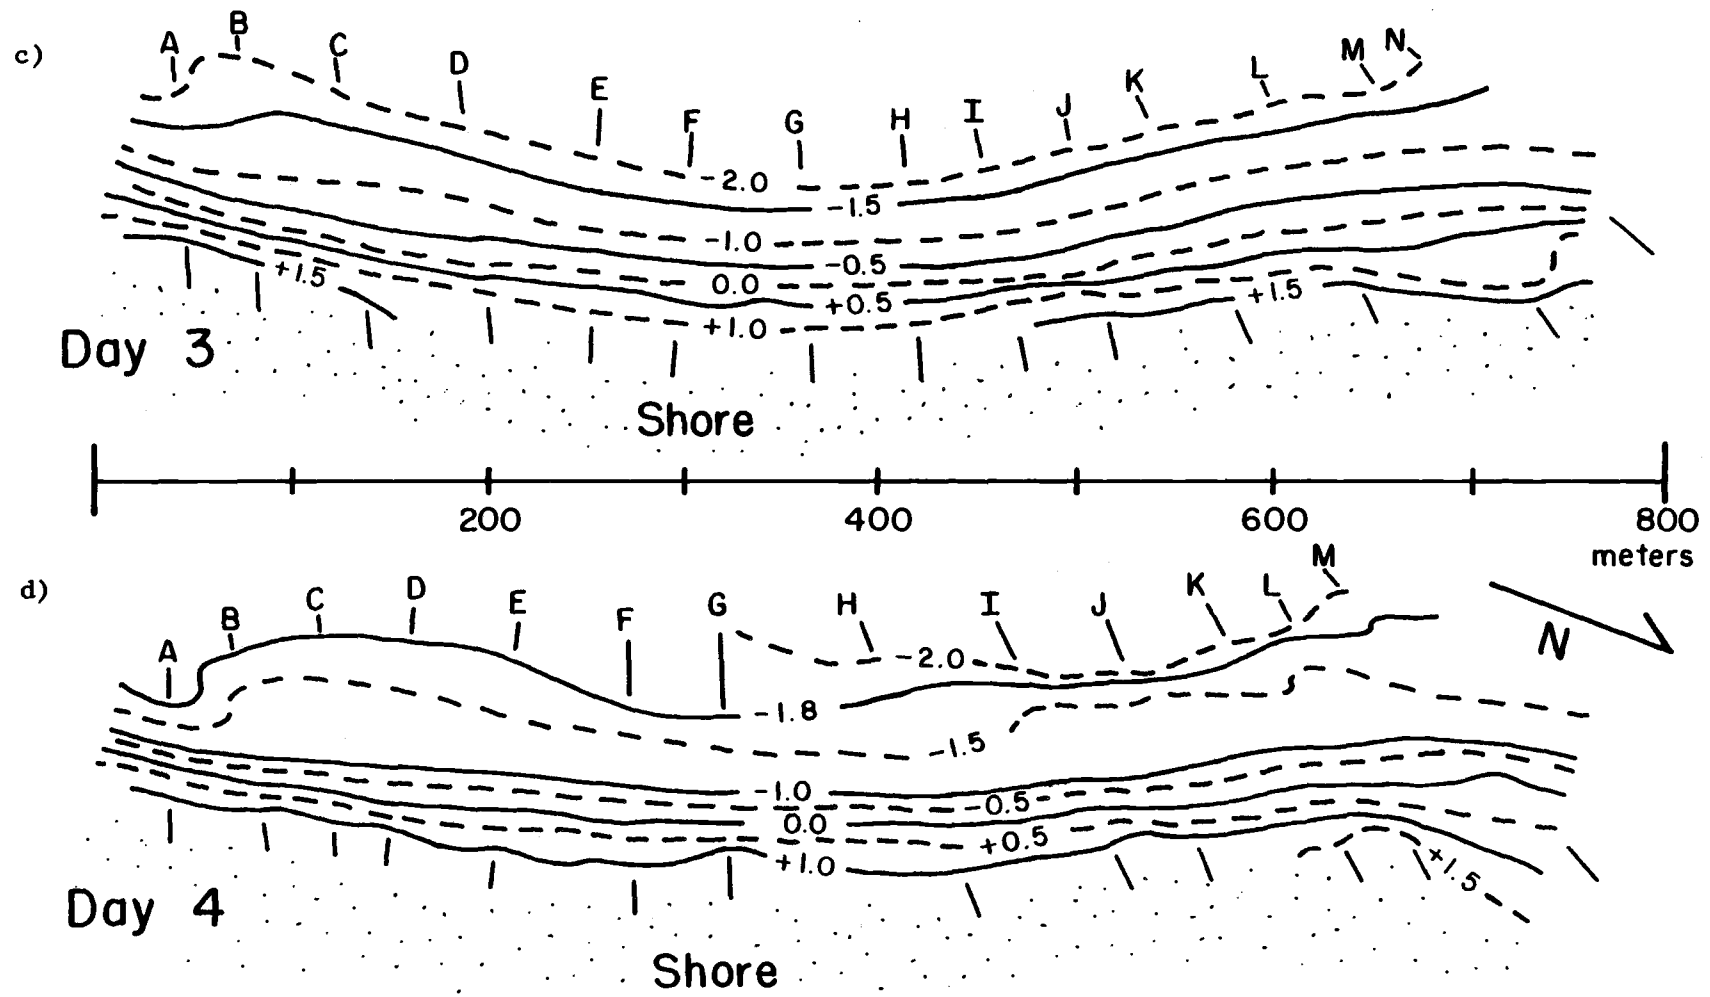 c)
A B C D E F G H I J K L M N
-2.0
-1.5
-1.0
-0.5
0.0
+0.5
+1.0
+1.5 +1.5
Day 3
Shore
200 400 600 800
meters
d)
A B C D E F G H I J K L M
N
-2.0
-1.8
-1.5
-1.0
-0.5
0.0
+0.5
+1.0
+1.5
Day 4
Shore